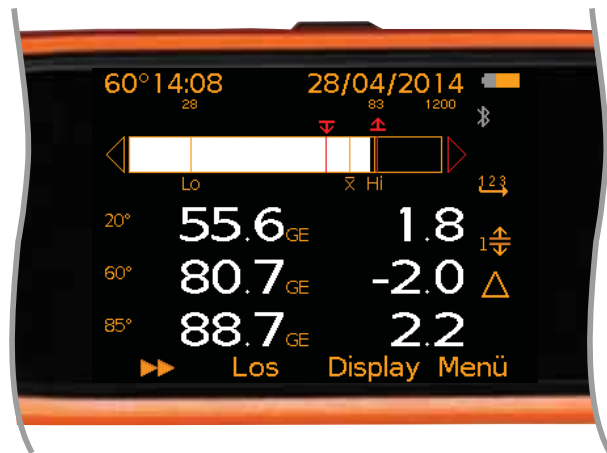 60°14:08 28/04/2014
28 83 1200
Lo x̄ Hi
123
20° 55.6GE 1.8
1
60° 80.7GE -2.0
85° 88.7GE 2.2
Los Display Menü